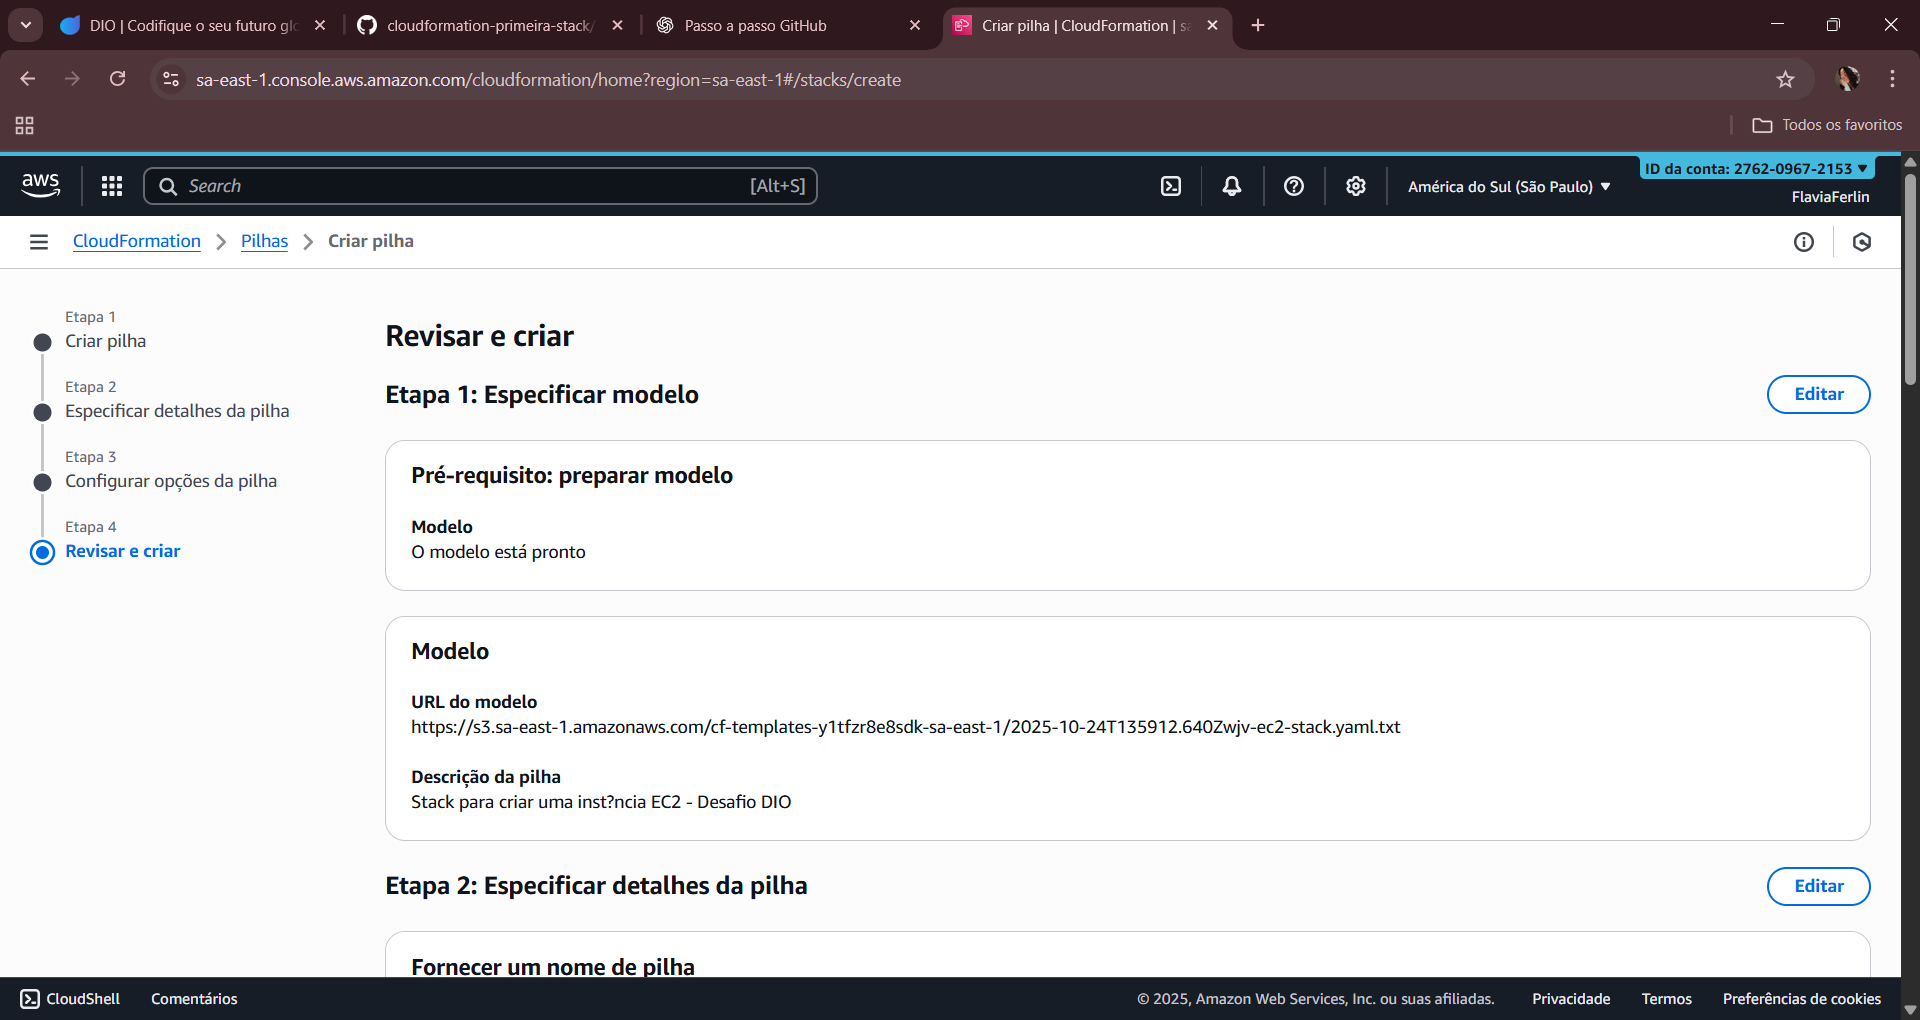 DIO | Codifique o seu futuro glo
cloudformation-primeira-stack/
Passo a passo GitHub
Criar pilha | CloudFormation | sa
sa-east-1.console.aws.amazon.com/cloudformation/home?region=sa-east-1#/stacks/create
Todos os favoritos
aws
Search
[Alt+S]
América do Sul (São Paulo)
ID da conta: 2762-0967-2153
FlaviaFerlin
CloudFormation
Pilhas
Criar pilha
Etapa 1
Criar pilha
Etapa 2
Especificar detalhes da pilha
Etapa 3
Configurar opções da pilha
Etapa 4
Revisar e criar
Revisar e criar
Etapa 1: Especificar modelo
Editar
Pré-requisito: preparar modelo
Modelo
O modelo está pronto
Modelo
URL do modelo
https://s3.sa-east-1.amazonaws.com/cf-templates-y1tfzr8e8sdk-sa-east-1/2025-10-24T135912.640Zwjv-ec2-stack.yaml.txt
Descrição da pilha
Stack para criar uma inst?ncia EC2 - Desafio DIO
Etapa 2: Especificar detalhes da pilha
Editar
Fornecer um nome de pilha
CloudShell
Comentários
© 2025, Amazon Web Services, Inc. ou suas afiliadas.
Privacidade
Termos
Preferências de cookies